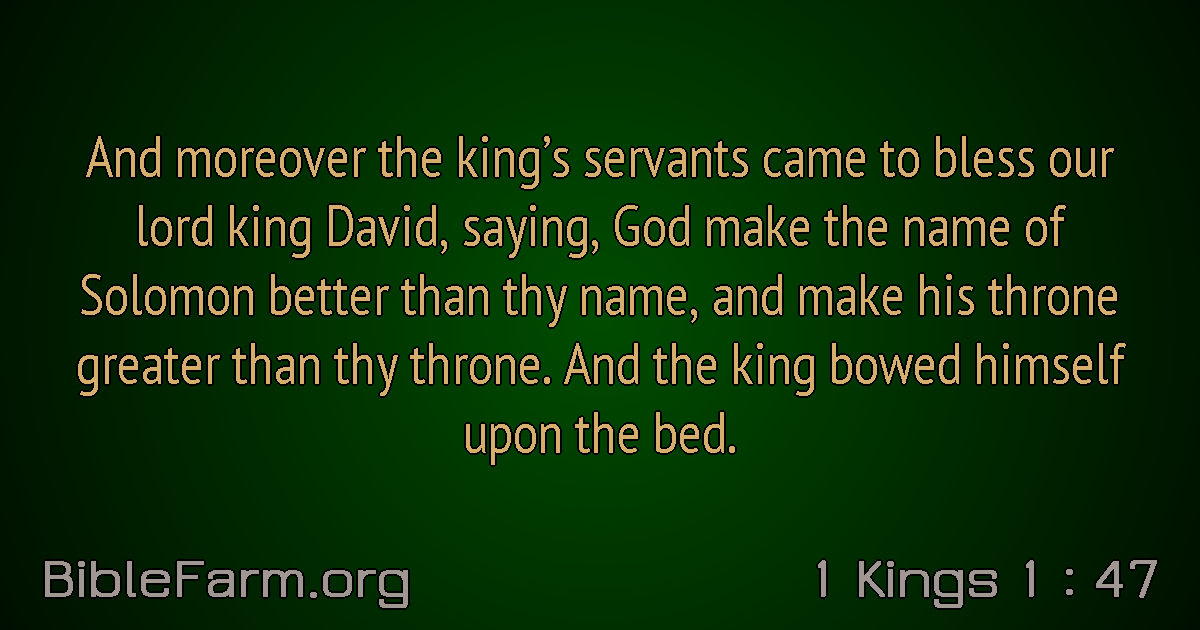 And moreover the king’s servants came to bless our
lord king David, saying, God make the name of
Solomon better than thy name, and make his throne
greater than thy throne. And the king bowed himself
upon the bed.
BibleFarm.org
1 Kings 1 : 47